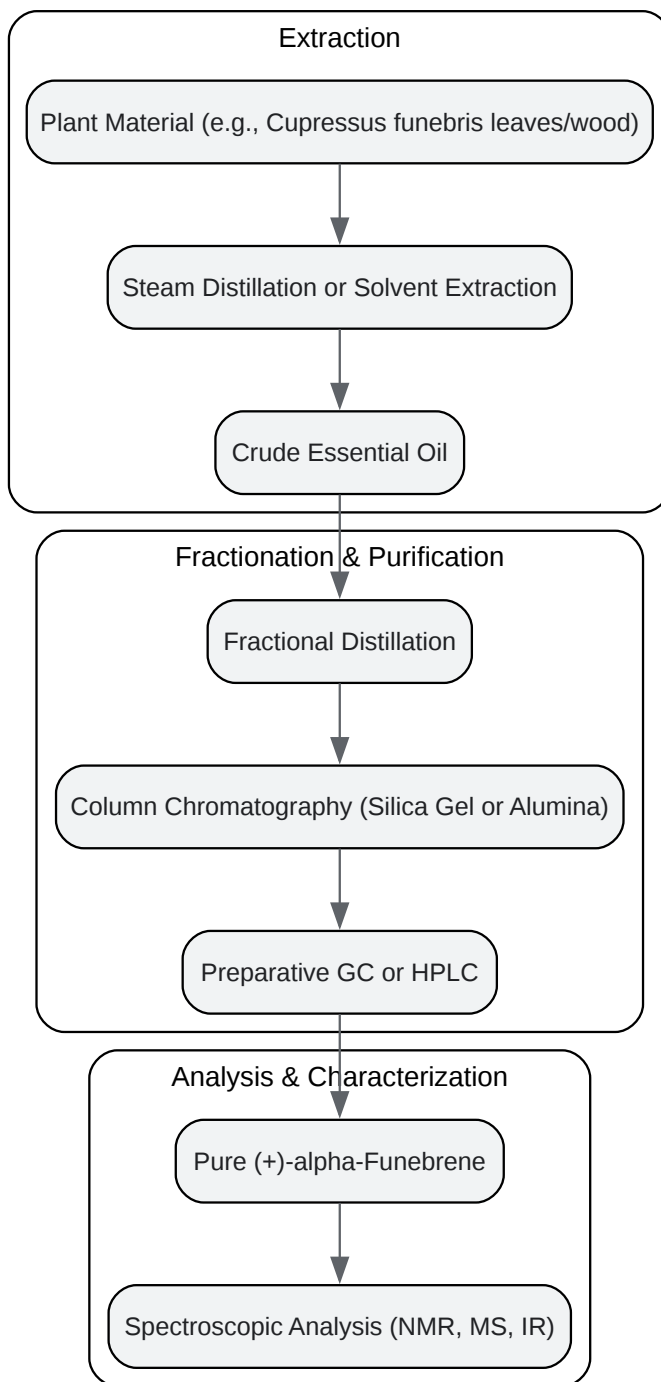 Extraction
Plant Material (e.g., Cupressus funebris leaves/wood)
Steam Distillation or Solvent Extraction
Crude Essential Oil
Fractionation & Purification
Fractional Distillation
Column Chromatography (Silica Gel or Alumina)
Preparative GC or HPLC
Analysis & Characterization
Pure (+)-alpha-Funebrene
Spectroscopic Analysis (NMR, MS, IR)